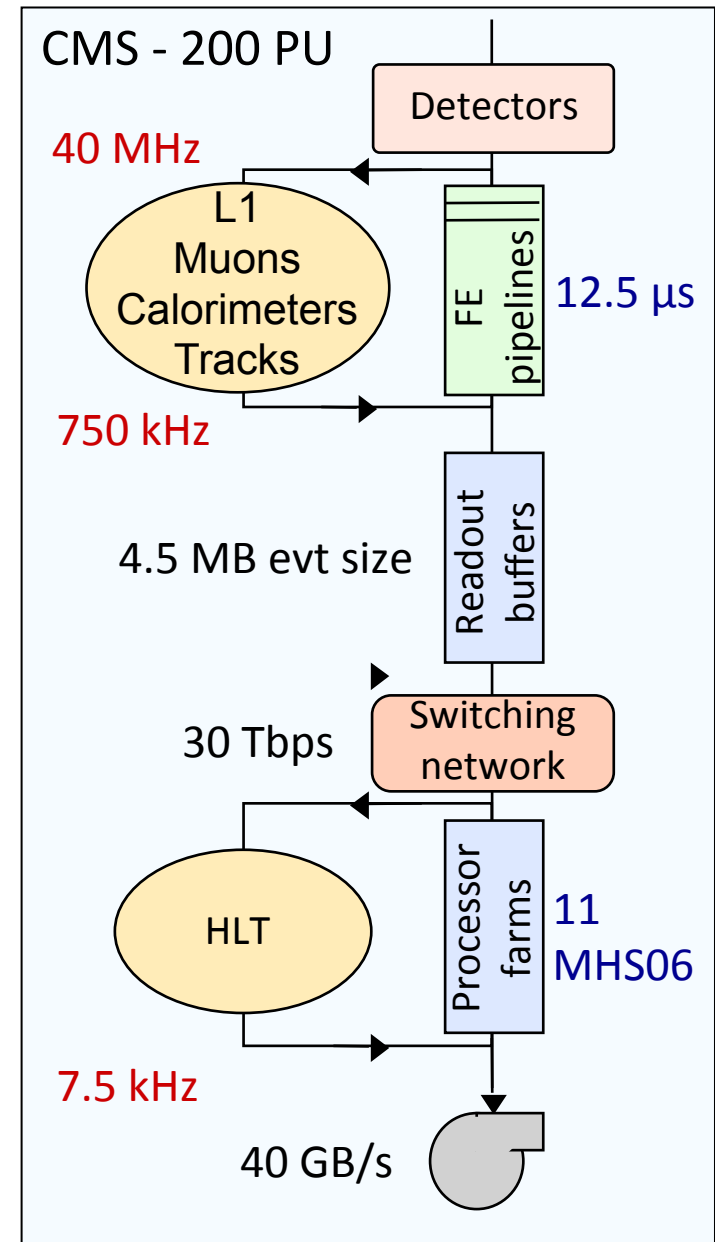 CMS - 200 PU
Detectors
40 MHz
L1
Muons
Calorimeters
Tracks
FE
pipelines
12.5 µs
750 kHz
Readout
buffers
4.5 MB evt size
Switching
network
30 Tbps
HLT
Processor
farms
11
MHS06
7.5 kHz
40 GB/s